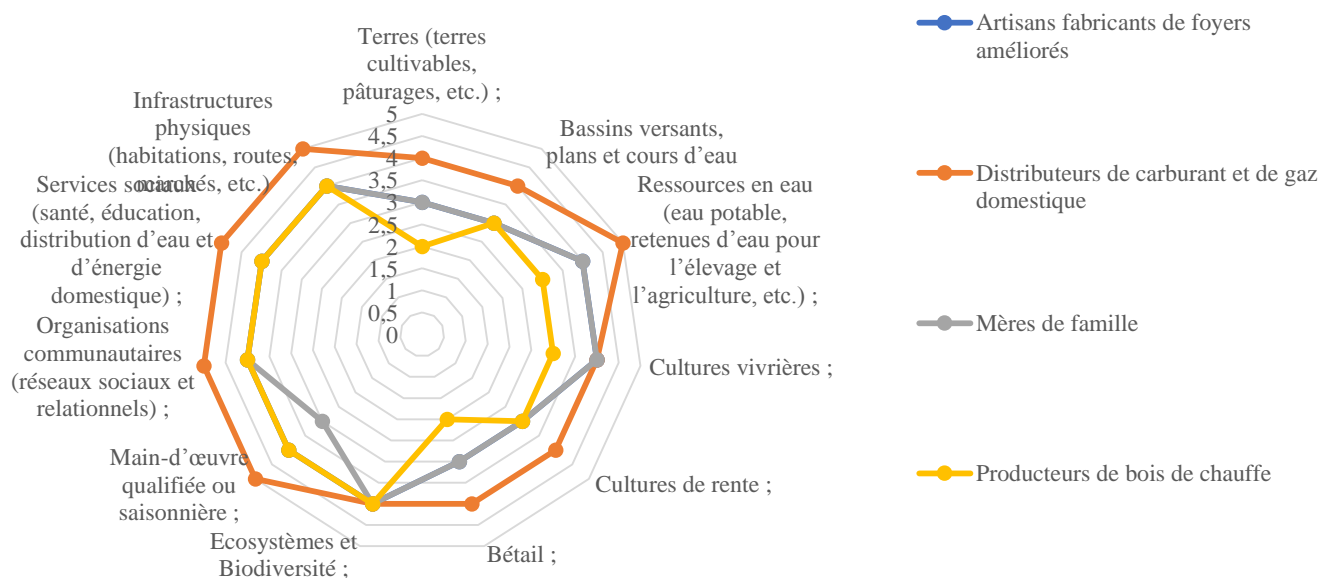 Terres (terres
cultivables,
pâturages, etc.) ;
Bassins versants,
plans et cours d’eau
Ressources en eau
(eau potable,
retenues d’eau pour
l’élevage et
l’agriculture, etc.) ;
Cultures vivrières ;
Cultures de rente ;
Bétail ;
Ecosystèmes et
Biodiversité ;
Main-d’œuvre
qualifiée ou
saisonnière ;
Organisations
communautaires
(réseaux sociaux et
relationnels) ;
Services sociaux
(santé, éducation,
distribution d’eau et
d’énergie
domestique) ;
Infrastructures
physiques
(habitations, routes,
marchés, etc.)
5
4,5
4
3,5
3
2,5
2
1,5
1
0,5
0
Artisans fabricants de foyers
améliorés
Distributeurs de carburant et de gaz
domestique
Mères de famille
Producteurs de bois de chauffe